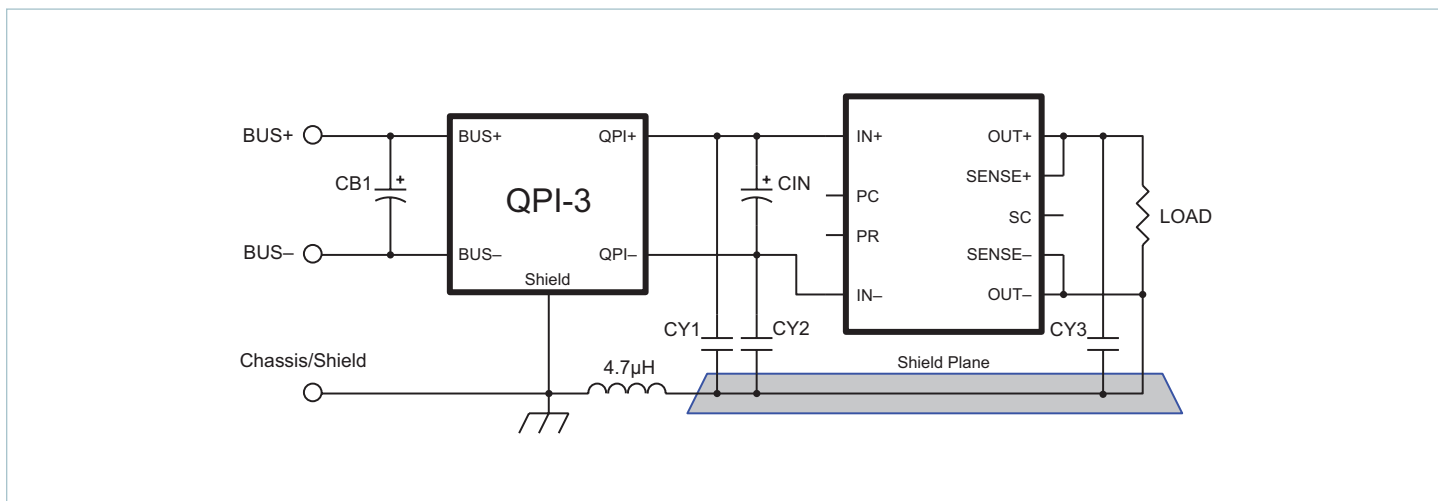 BUS+
BUS+
QPI+
IN+
OUT+
CB1
+
QPI-3
+
CIN
SENSE+
PC
SC
LOAD
PR
BUS–
BUS–
QPI–
SENSE–
Shield
IN–
OUT–
CY1
CY2
CY3
Chassis/Shield
4.7μH
Shield Plane